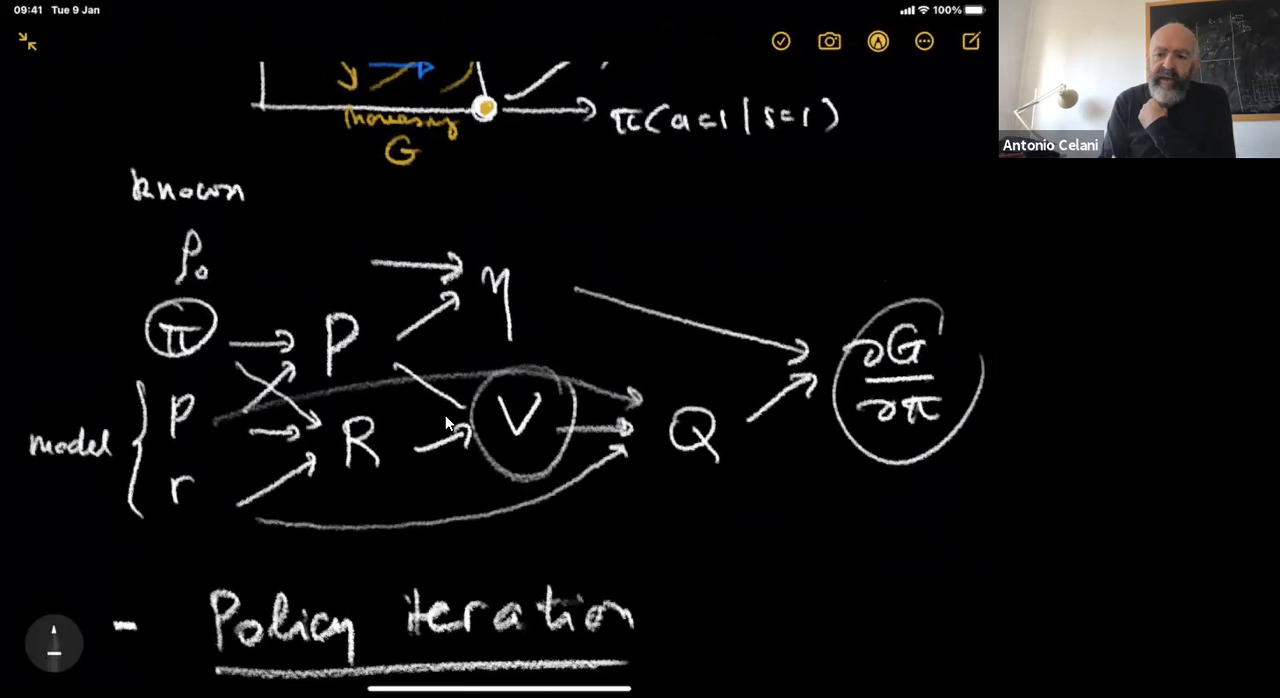 09:41 Tue 9 Jan
100%
Antonio Celani
Increasing
G
π(a=1|s=1)
known
ρ₀
π
P
η
∂G
∂π
model
p
r
R
V
Q
- Policy iteration